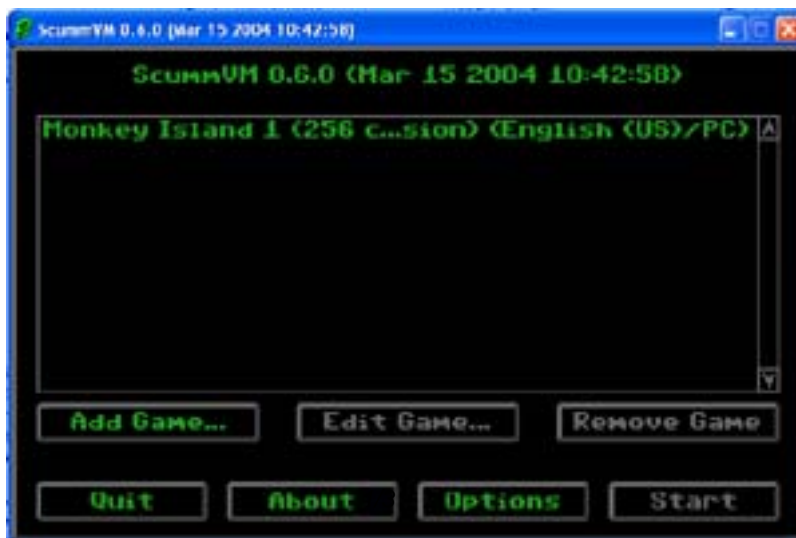 ScummVM 0.6.0 (Mar 15 2004 10:42:58)
ScummVM 0.6.0 (Mar 15 2004 10:42:58)
Monkey Island 1 (256 c...sion) (English (US)/PC)
Add Game... Edit Game... Remove Game
Quit About Options Start